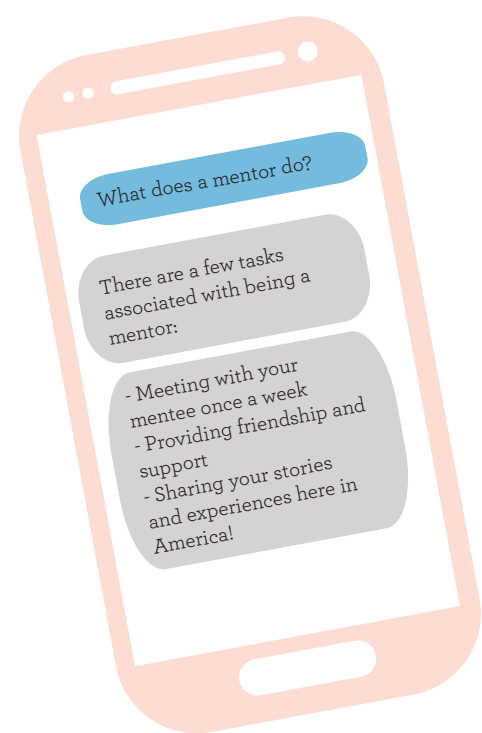 What does a mentor do?
There are a few tasks
associated with being a
mentor:
- Meeting with your
mentee once a week
- Providing friendship and
support
- Sharing your stories
and experiences here in
America!